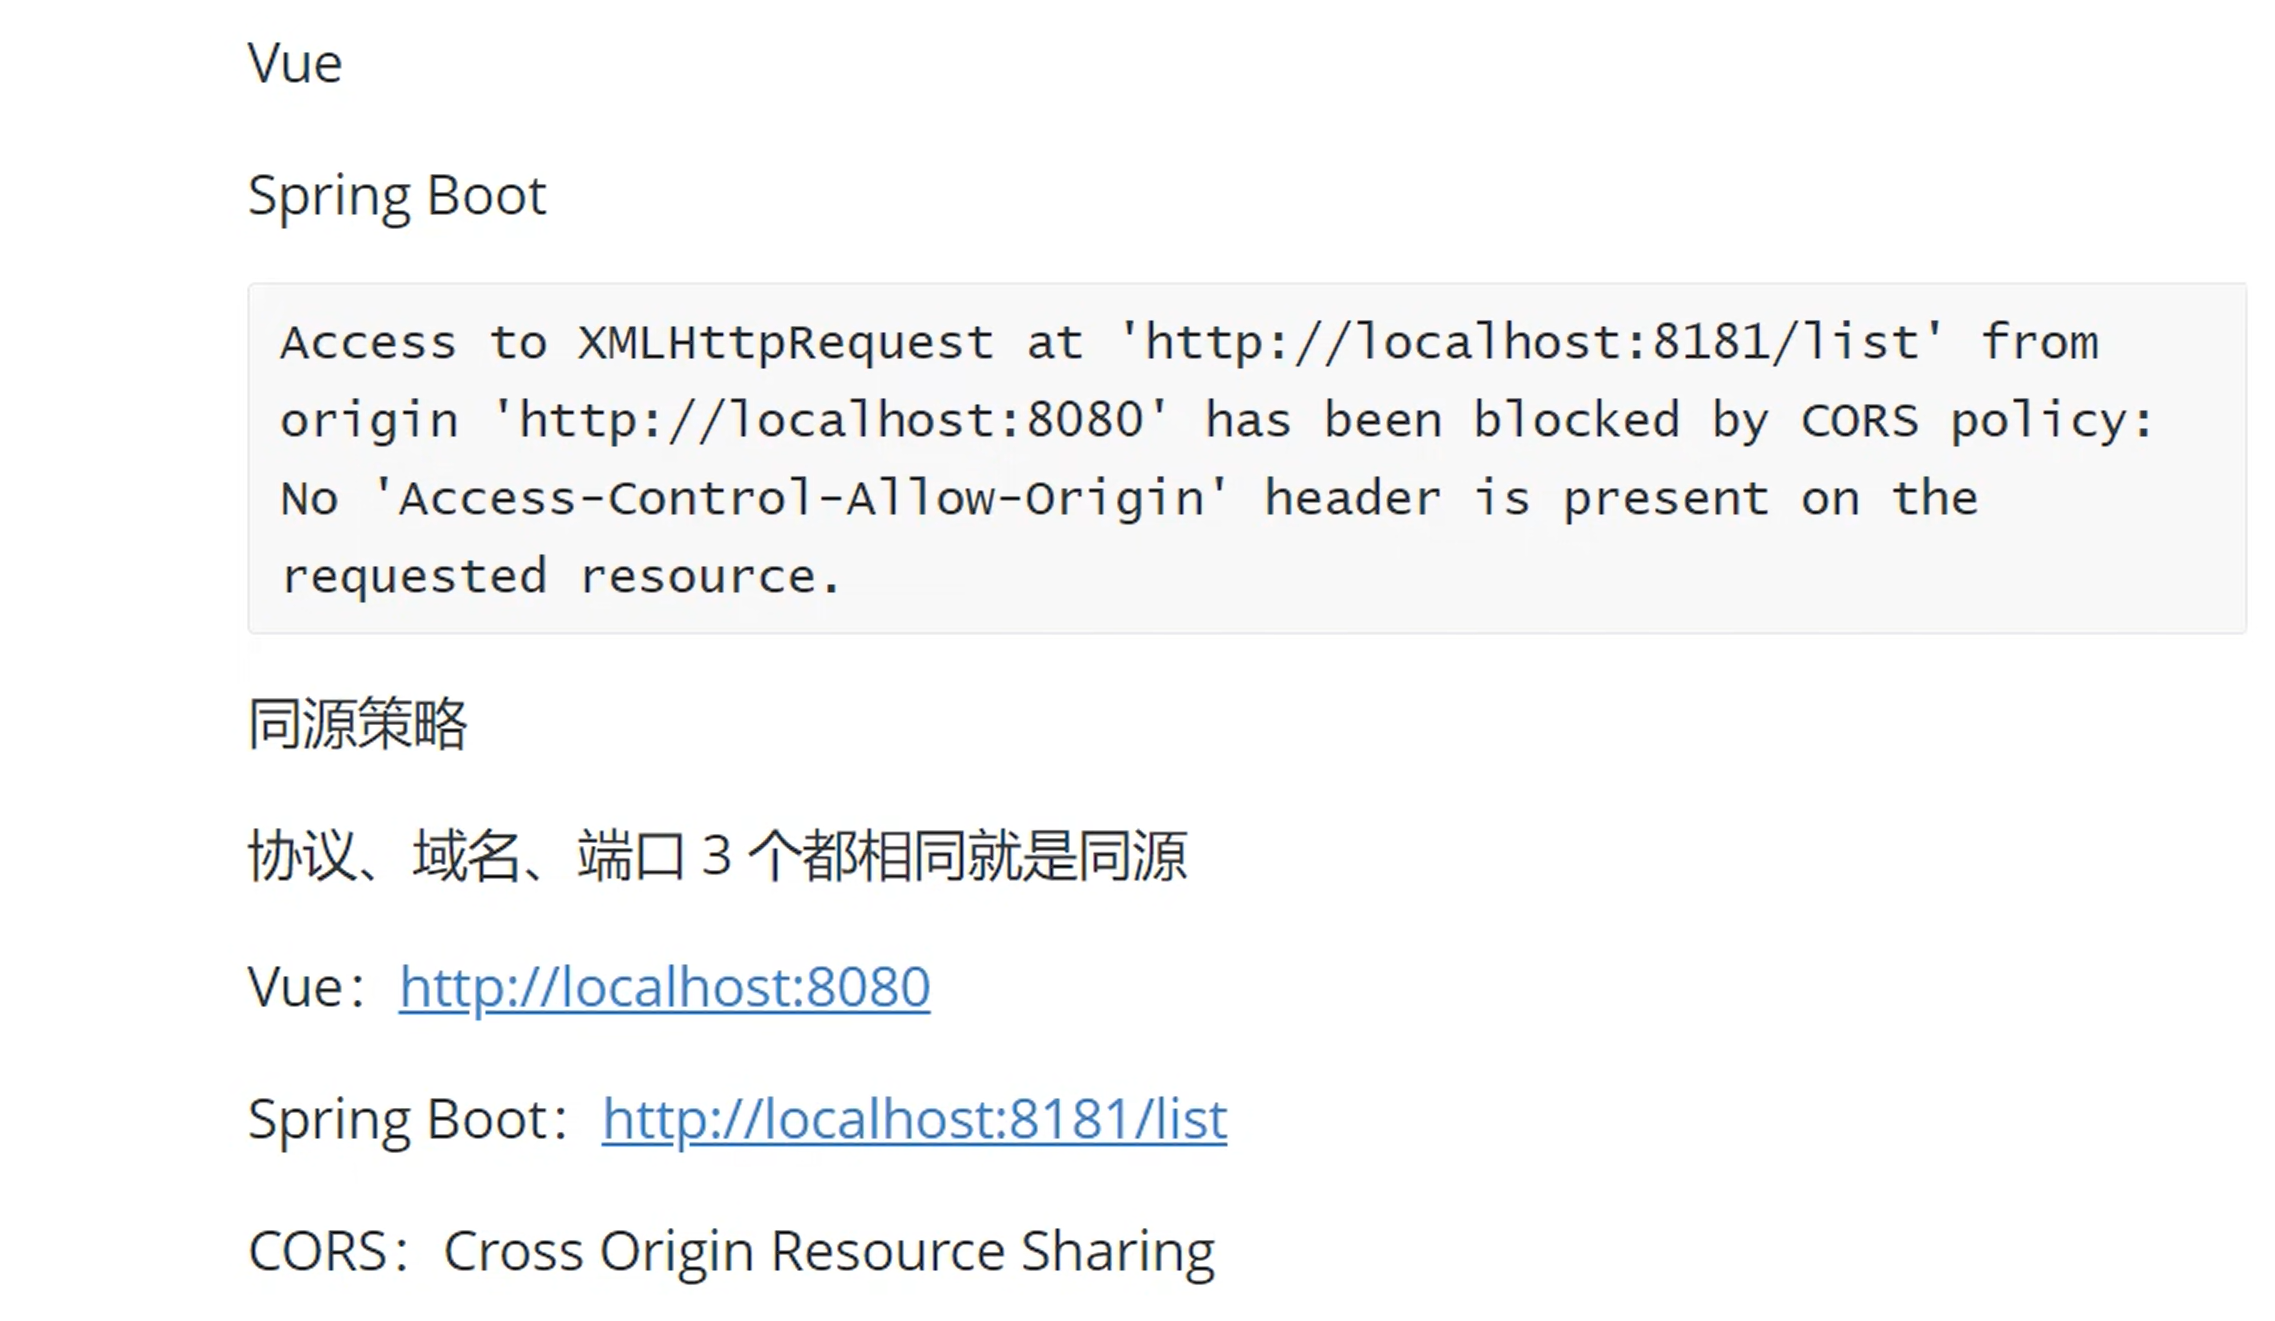 Vue
Spring Boot
Access to XMLHttpRequest at 'http://localhost:8181/list' from
origin 'http://localhost:8080' has been blocked by CORS policy:
No 'Access-Control-Allow-Origin' header is present on the
requested resource.
同源策略
协议、域名、端口 3 个都相同就是同源
Vue：http://localhost:8080
Spring Boot：http://localhost:8181/list
CORS：Cross Origin Resource Sharing